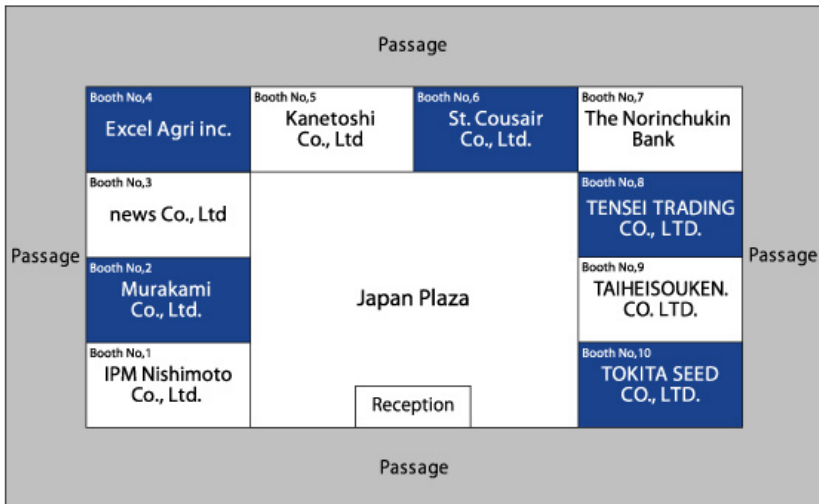 Passage
Booth No,4
Excel Agri inc.
Booth No,5
Kanetoshi
Co., Ltd
Booth No,6
St. Cousair
Co., Ltd.
Booth No,7
The Norinchukin
Bank
Booth No,3
news Co., Ltd
Booth No,8
TENSEI TRADING
CO., LTD.
Passage
Passage
Booth No,2
Murakami
Co., Ltd.
Japan Plaza
Booth No,9
TAIHEISOUKEN.
CO. LTD.
Booth No,1
IPM Nishimoto
Co., Ltd.
Reception
Booth No,10
TOKITA SEED
CO., LTD.
Passage